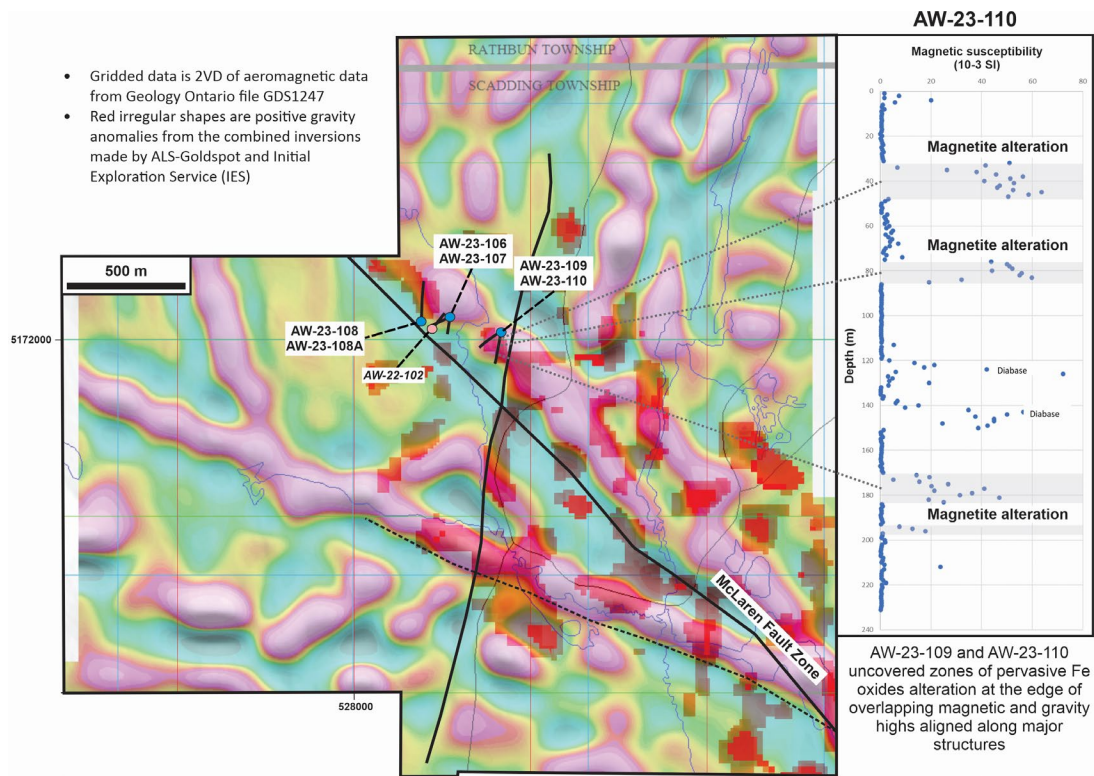 AW-23-110
• Gridded data is 2VD of aeromagnetic data
from Geology Ontario file GDS1247
• Red irregular shapes are positive gravity
anomalies from the combined inversions
made by ALS-Goldspot and Initial
Exploration Service (IES)
RATHBUN TOWNSHIP
SCADDING TOWNSHIP
500 m
AW-23-106
AW-23-107
AW-23-109
AW-23-110
AW-23-108
AW-23-108A
AW-22-102
5172000
528000
McLaren Fault Zone
Magnetic susceptibility
(10-3 SI)
0 20 40 60 80
Depth (m)
0
20
40
60
80
100
120
140
160
180
200
220
240
Magnetite alteration
Magnetite alteration
Diabase
Diabase
Magnetite alteration
AW-23-109 and AW-23-110
uncovered zones of pervasive Fe
oxides alteration at the edge of
overlapping magnetic and gravity
highs aligned along major
structures